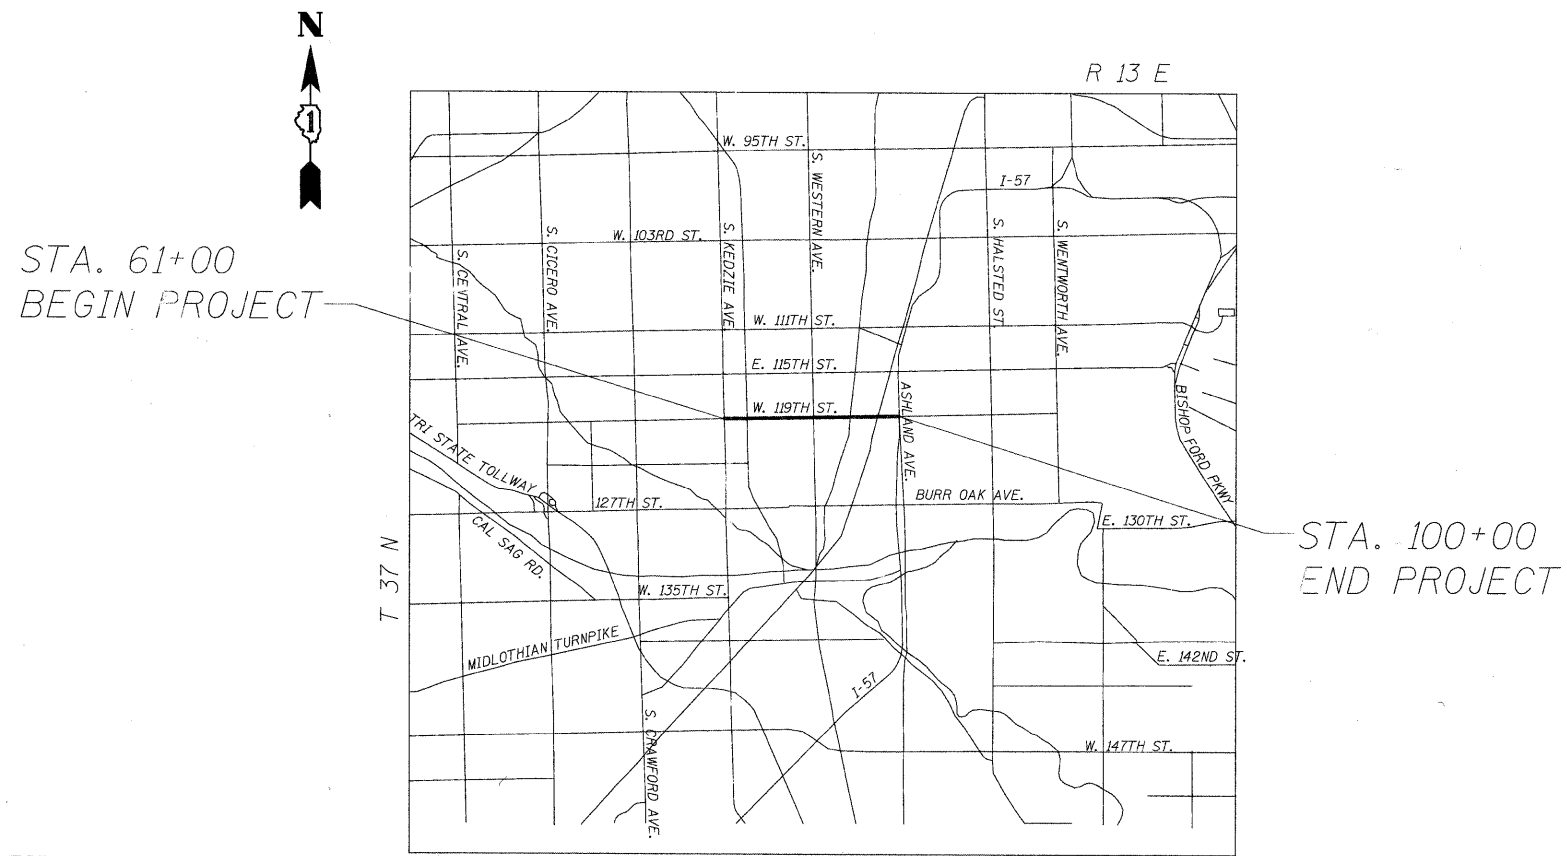 N
1
R 13 E
W. 95TH ST.
S. WESTERN AVE.
I-57
S. KEDZIE AVE.
S. HALSTED ST.
S. WENTWORTH AVE.
S. CICERO AVE.
W. 103RD ST.
STA. 61+00
BEGIN PROJECT
S. CENTRAL AVE.
W. 111TH ST.
E. 115TH ST.
W. 119TH ST.
ASHLAND AVE.
BISHOP FORD PKWY
TRI STATE TOLLWAY
127TH ST.
BURR OAK AVE.
CAL SAG RD.
E. 130TH ST.
STA. 100+00
END PROJECT
T 37 N
W. 135TH ST.
MIDLOTHIAN TURNPIKE
E. 142ND ST.
I-57
S. CRAWFORD AVE.
W. 147TH ST.